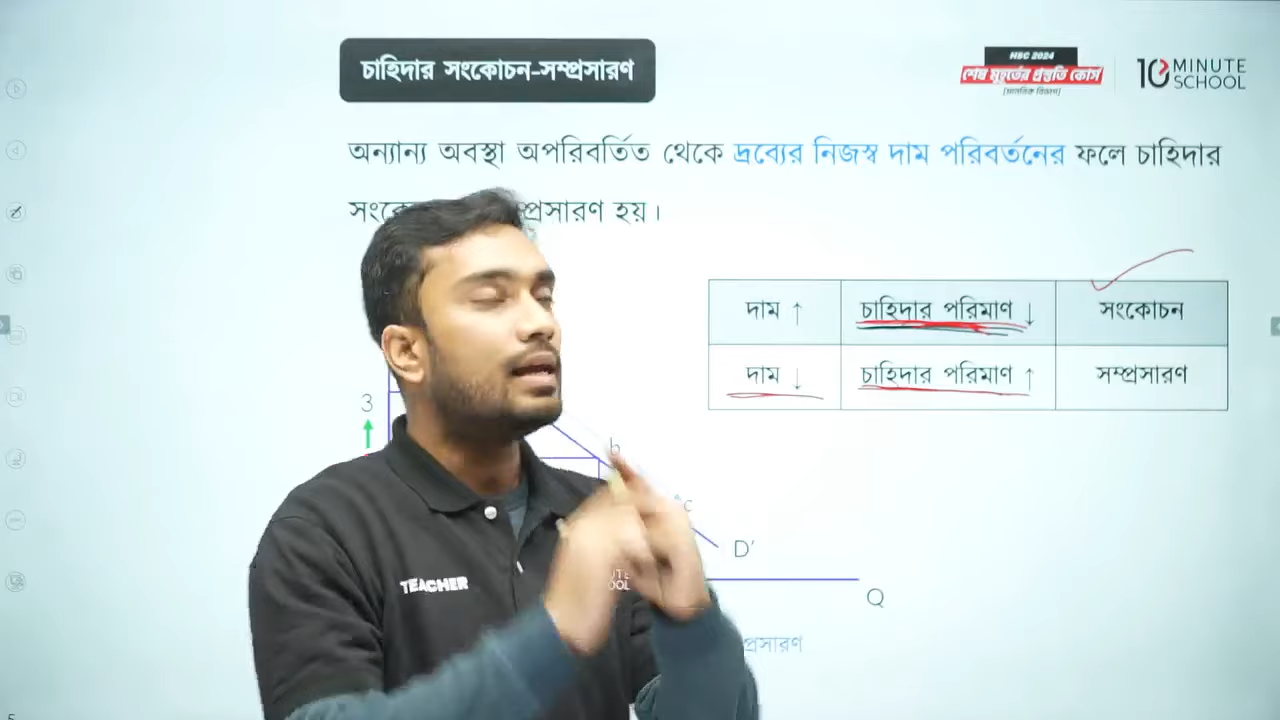 চাহিদার সংকোচন-সম্প্রসারণ
HSC 2024
শেষ মুহূর্তের প্রস্তুতি কোর্স
[মানবিক বিভাগ]
10 MINUTE SCHOOL
অন্যান্য অবস্থা অপরিবর্তিত থেকে দ্রব্যের নিজস্ব দাম পরিবর্তনের ফলে চাহিদার
প্রসারণ হয়।
দাম ↑ চাহিদার পরিমাণ ↓ সংকোচন
দাম ↓ চাহিদার পরিমাণ ↑ সম্প্রসারণ
3
b
c
D'
Q
প্রসারণ
TEACHER